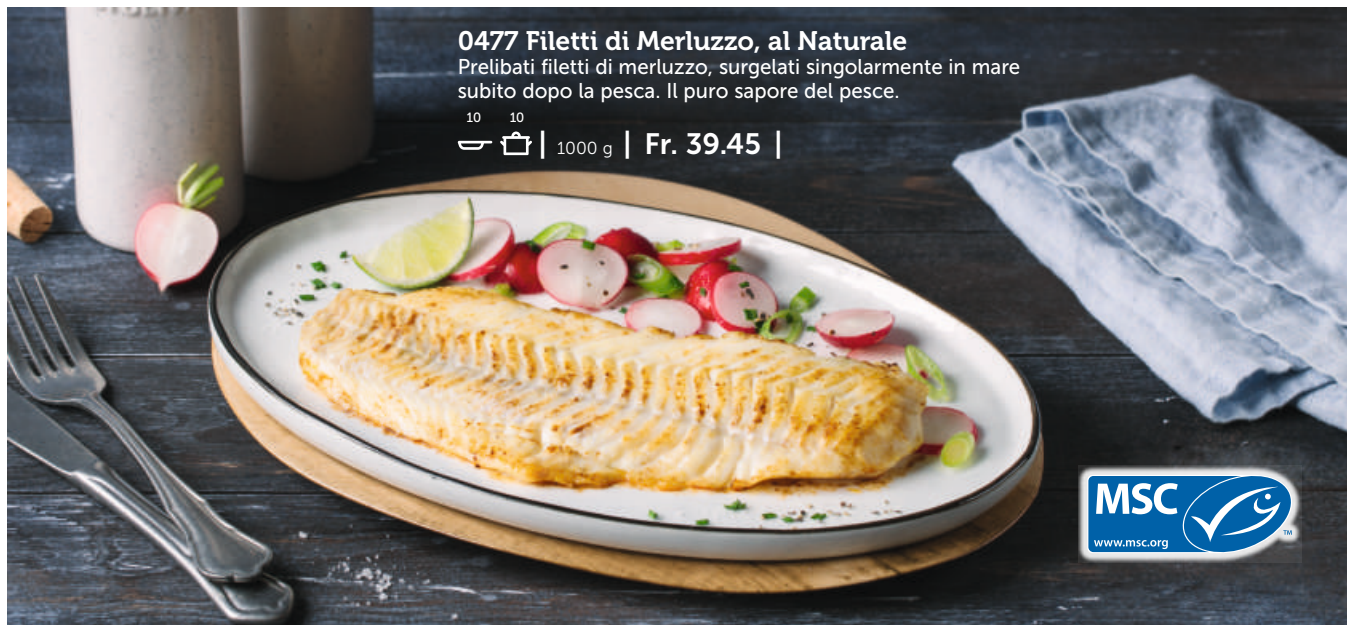 0477 Filetti di Merluzzo, al Naturale
Prelibati filetti di merluzzo, surgelati singolarmente in mare
subito dopo la pesca. Il puro sapore del pesce.
10 10
| 1000 g | Fr. 39.45 |
MSC
www.msc.org
TM